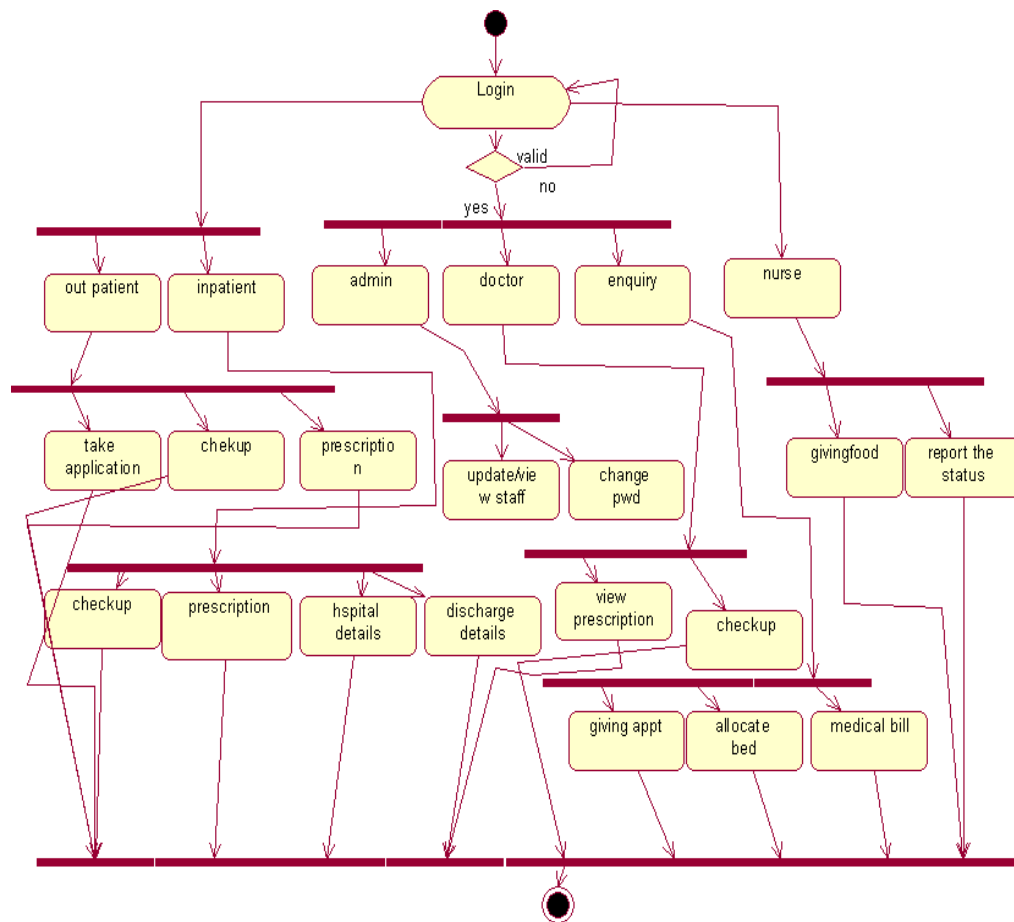 Login
valid
no
yes
out patient
inpatient
admin
doctor
enquiry
nurse
take
application
chekup
prescriptio
n
update/vie
w staff
change
pwd
givingfood
report the
status
checkup
prescription
hspital
details
discharge
details
view
prescription
checkup
giving appt
allocate
bed
medical bill